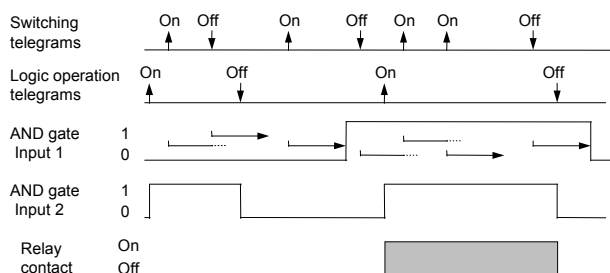 Switching telegrams On Off On Off On On Off
Logic operation telegrams On Off On Off
AND gate Input 1 1 0
AND gate Input 2 1 0
Relay contact On Off